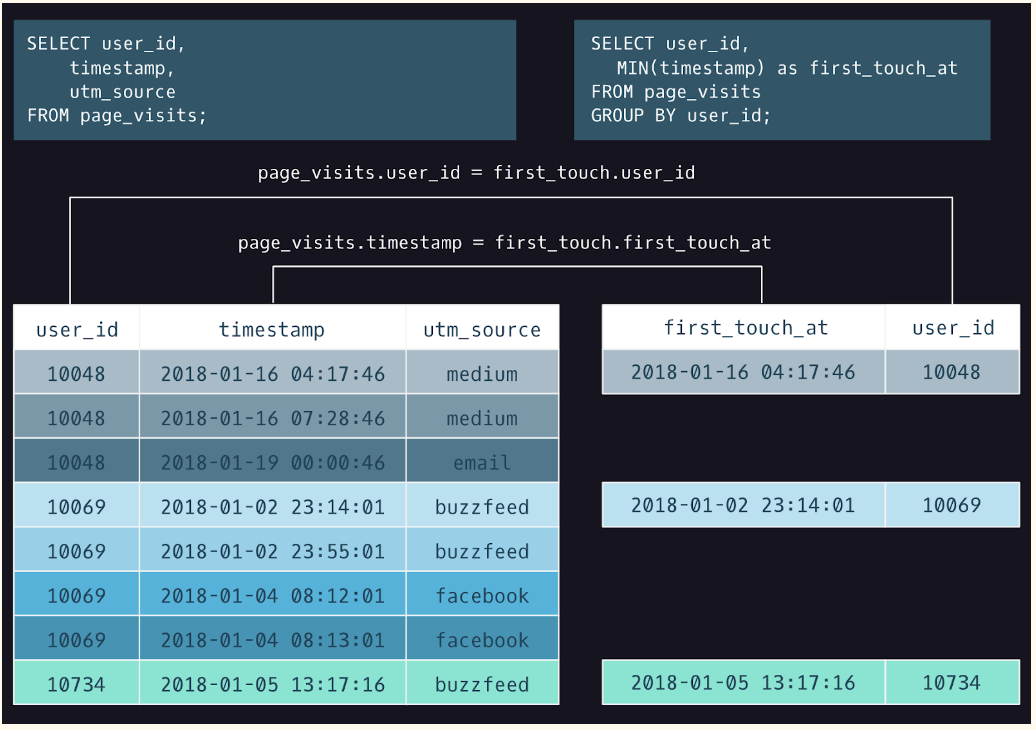 SELECT user_id,
    timestamp,
    utm_source
FROM page_visits;
SELECT user_id,
  MIN(timestamp) as first_touch_at
FROM page_visits
GROUP BY user_id;
page_visits.user_id = first_touch.user_id
page_visits.timestamp = first_touch.first_touch_at
user_id timestamp utm_source
10048 2018-01-16 04:17:46 medium
10048 2018-01-16 07:28:46 medium
10048 2018-01-19 00:00:46 email
10069 2018-01-02 23:14:01 buzzfeed
10069 2018-01-02 23:55:01 buzzfeed
10069 2018-01-04 08:12:01 facebook
10069 2018-01-04 08:13:01 facebook
10734 2018-01-05 13:17:16 buzzfeed
first_touch_at user_id
2018-01-16 04:17:46 10048
2018-01-02 23:14:01 10069
2018-01-05 13:17:16 10734